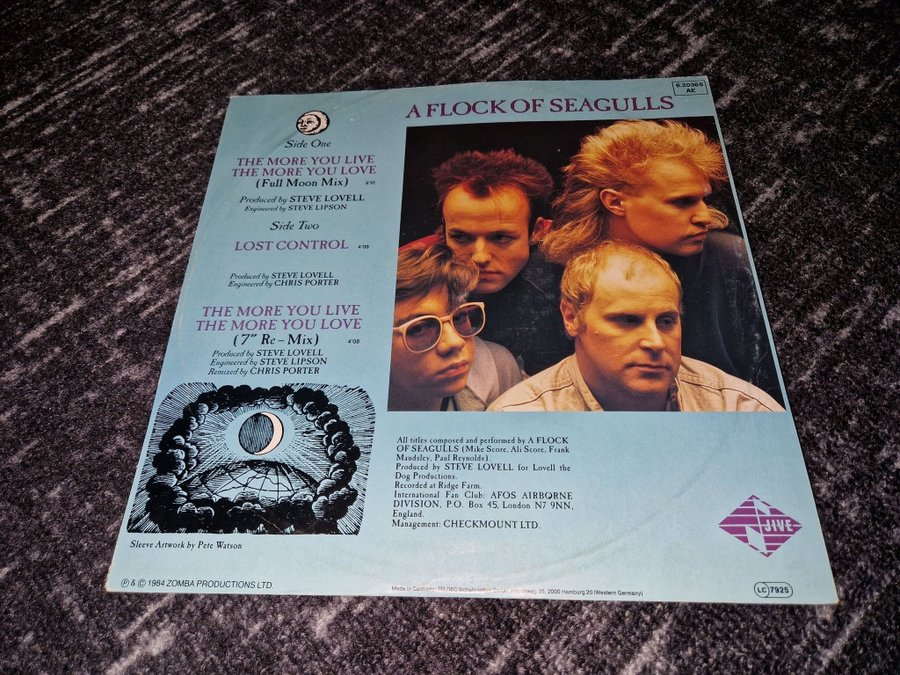 6.20366
AE
A FLOCK OF SEAGULLS
Side One
THE MORE YOU LIVE
THE MORE YOU LOVE
(Full Moon Mix) 6'10
Produced by STEVE LOVELL
Engineered by STEVE LIPSON
Side Two
LOST CONTROL 4'09
Produced by STEVE LOVELL
Engineered by CHRIS PORTER
THE MORE YOU LIVE
THE MORE YOU LOVE
(7" Re-Mix) 4'08
Produced by STEVE LOVELL
Engineered by STEVE LIPSON
Remixed by CHRIS PORTER
Sleeve Artwork by Pete Watson
All titles composed and performed by A FLOCK
OF SEAGULLS (Mike Score, Ali Score, Frank
Maudsley, Paul Reynolds).
Produced by STEVE LOVELL for Lovell the
Dog Productions.
Recorded at Ridge Farm.
International Fan Club: AFOS AIRBORNE
DIVISION, P.O. Box 45, London N7 9NN,
England.
Management: CHECKMOUNT LTD.
JIVE
℗ & © 1984 ZOMBA PRODUCTIONS LTD
Made in Germany, TELDEC 25, 2000 Hamburg 20 (Western Germany)
LC 7925